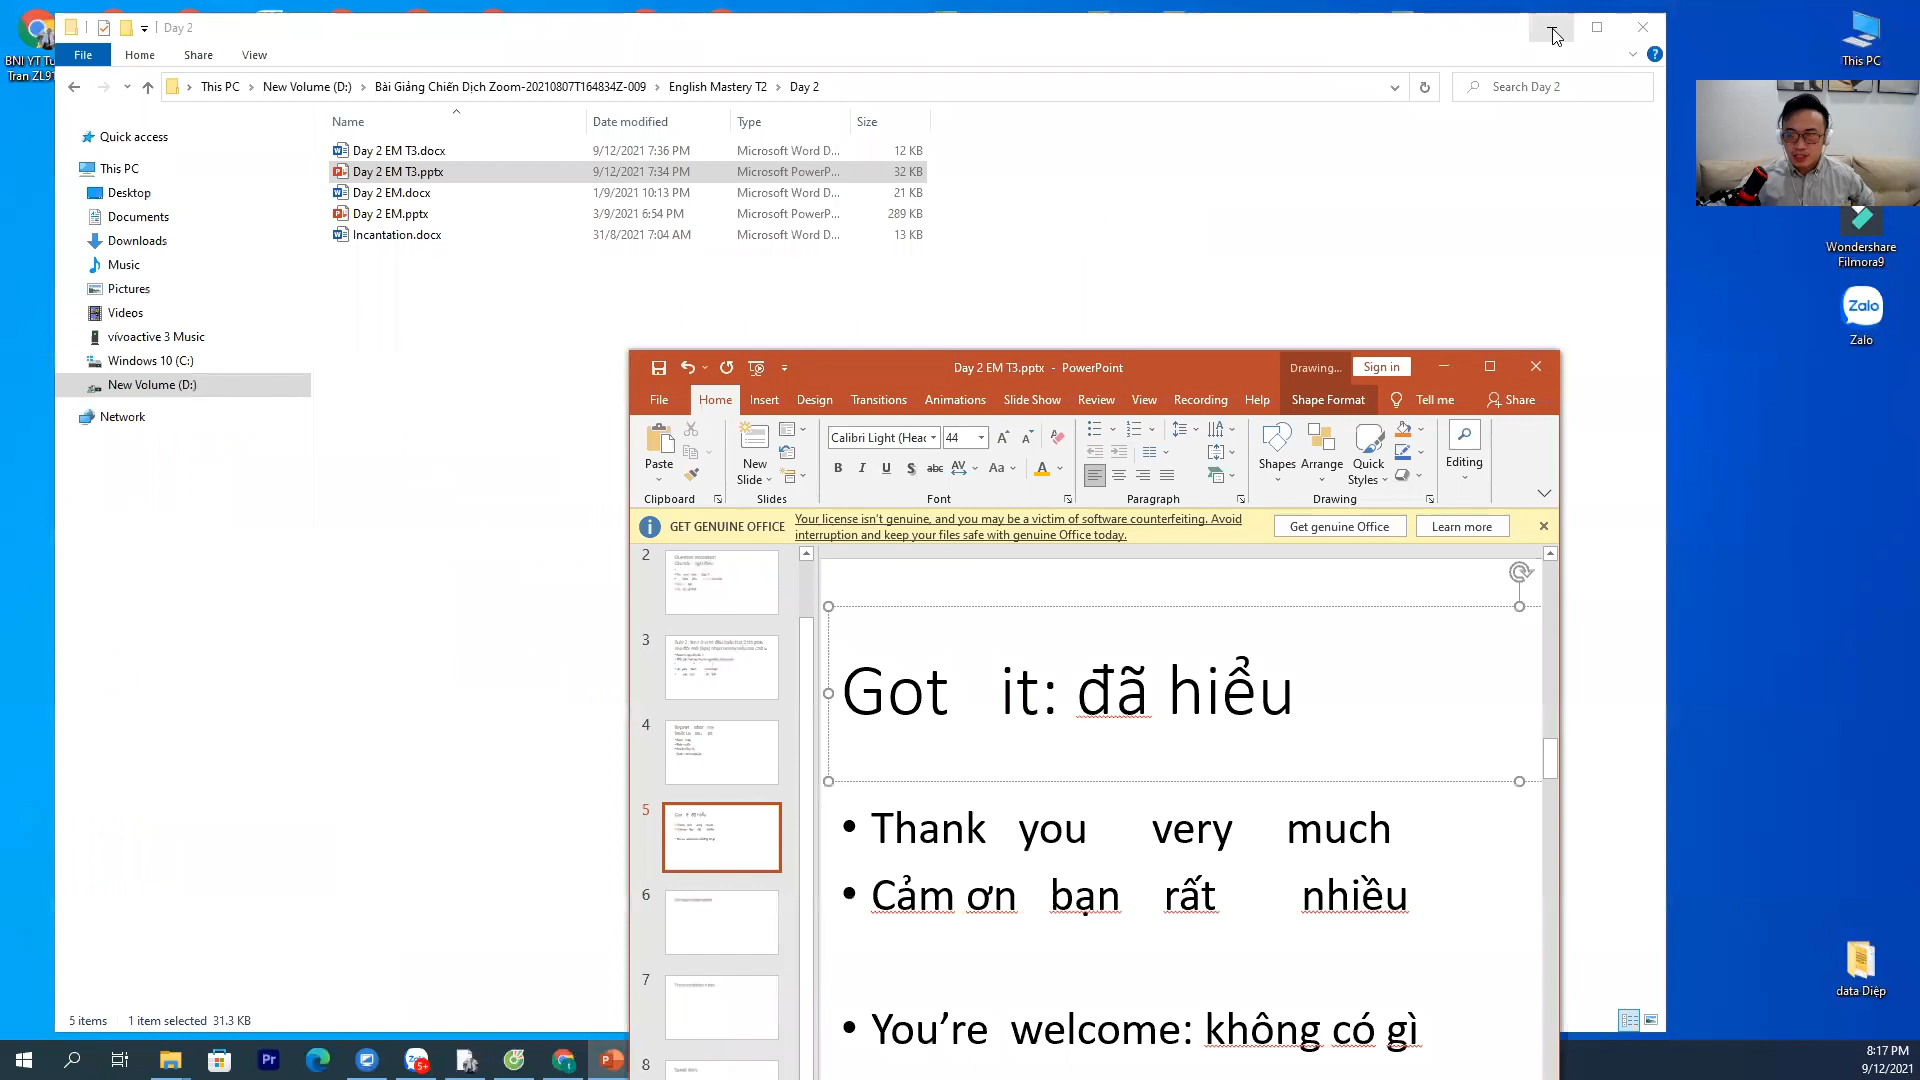 Day 2
File Home Share View
This PC New Volume (D:) Bài Giảng Chiến Dịch Zoom-20210807T164834Z-009 English Mastery T2 Day 2
Search Day 2
Name Date modified Type Size
Day 2 EM T3.docx 9/12/2021 7:36 PM Microsoft Word D... 12 KB
Day 2 EM T3.pptx 9/12/2021 7:34 PM Microsoft PowerP... 32 KB
Day 2 EM.docx 1/9/2021 10:13 PM Microsoft Word D... 21 KB
Day 2 EM.pptx 3/9/2021 6:54 PM Microsoft PowerP... 289 KB
Incantation.docx 31/8/2021 7:04 AM Microsoft Word D... 13 KB
Quick access
This PC
Desktop
Documents
Downloads
Music
Pictures
Videos
vívoactive 3 Music
Windows 10 (C:)
New Volume (D:)
Network
5 items 1 item selected 31.3 KB
BNI YT Tu
Tran ZL91
This PC
Wondershare
Filmora9
Zalo
Zalo
data Diệp
Day 2 EM T3.pptx - PowerPoint
Drawing...
Sign in
File Home Insert Design Transitions Animations Slide Show Review View Recording Help Shape Format Tell me Share
Calibri Light (Head 44
Paste
New
Slide
B I U S abc AV Aa A
Shapes Arrange Quick
Styles
Editing
Clipboard Slides Font Paragraph Drawing
GET GENUINE OFFICE
Your license isn't genuine, and you may be a victim of software counterfeiting. Avoid
interruption and keep your files safe with genuine Office today.
Get genuine Office
Learn more
2
3
4
5
6
7
8
Got it: đã hiểu
• Thank you very much
• Cảm ơn bạn rất nhiều
• You’re welcome: không có gì
Pr
5+
8:17 PM
9/12/2021